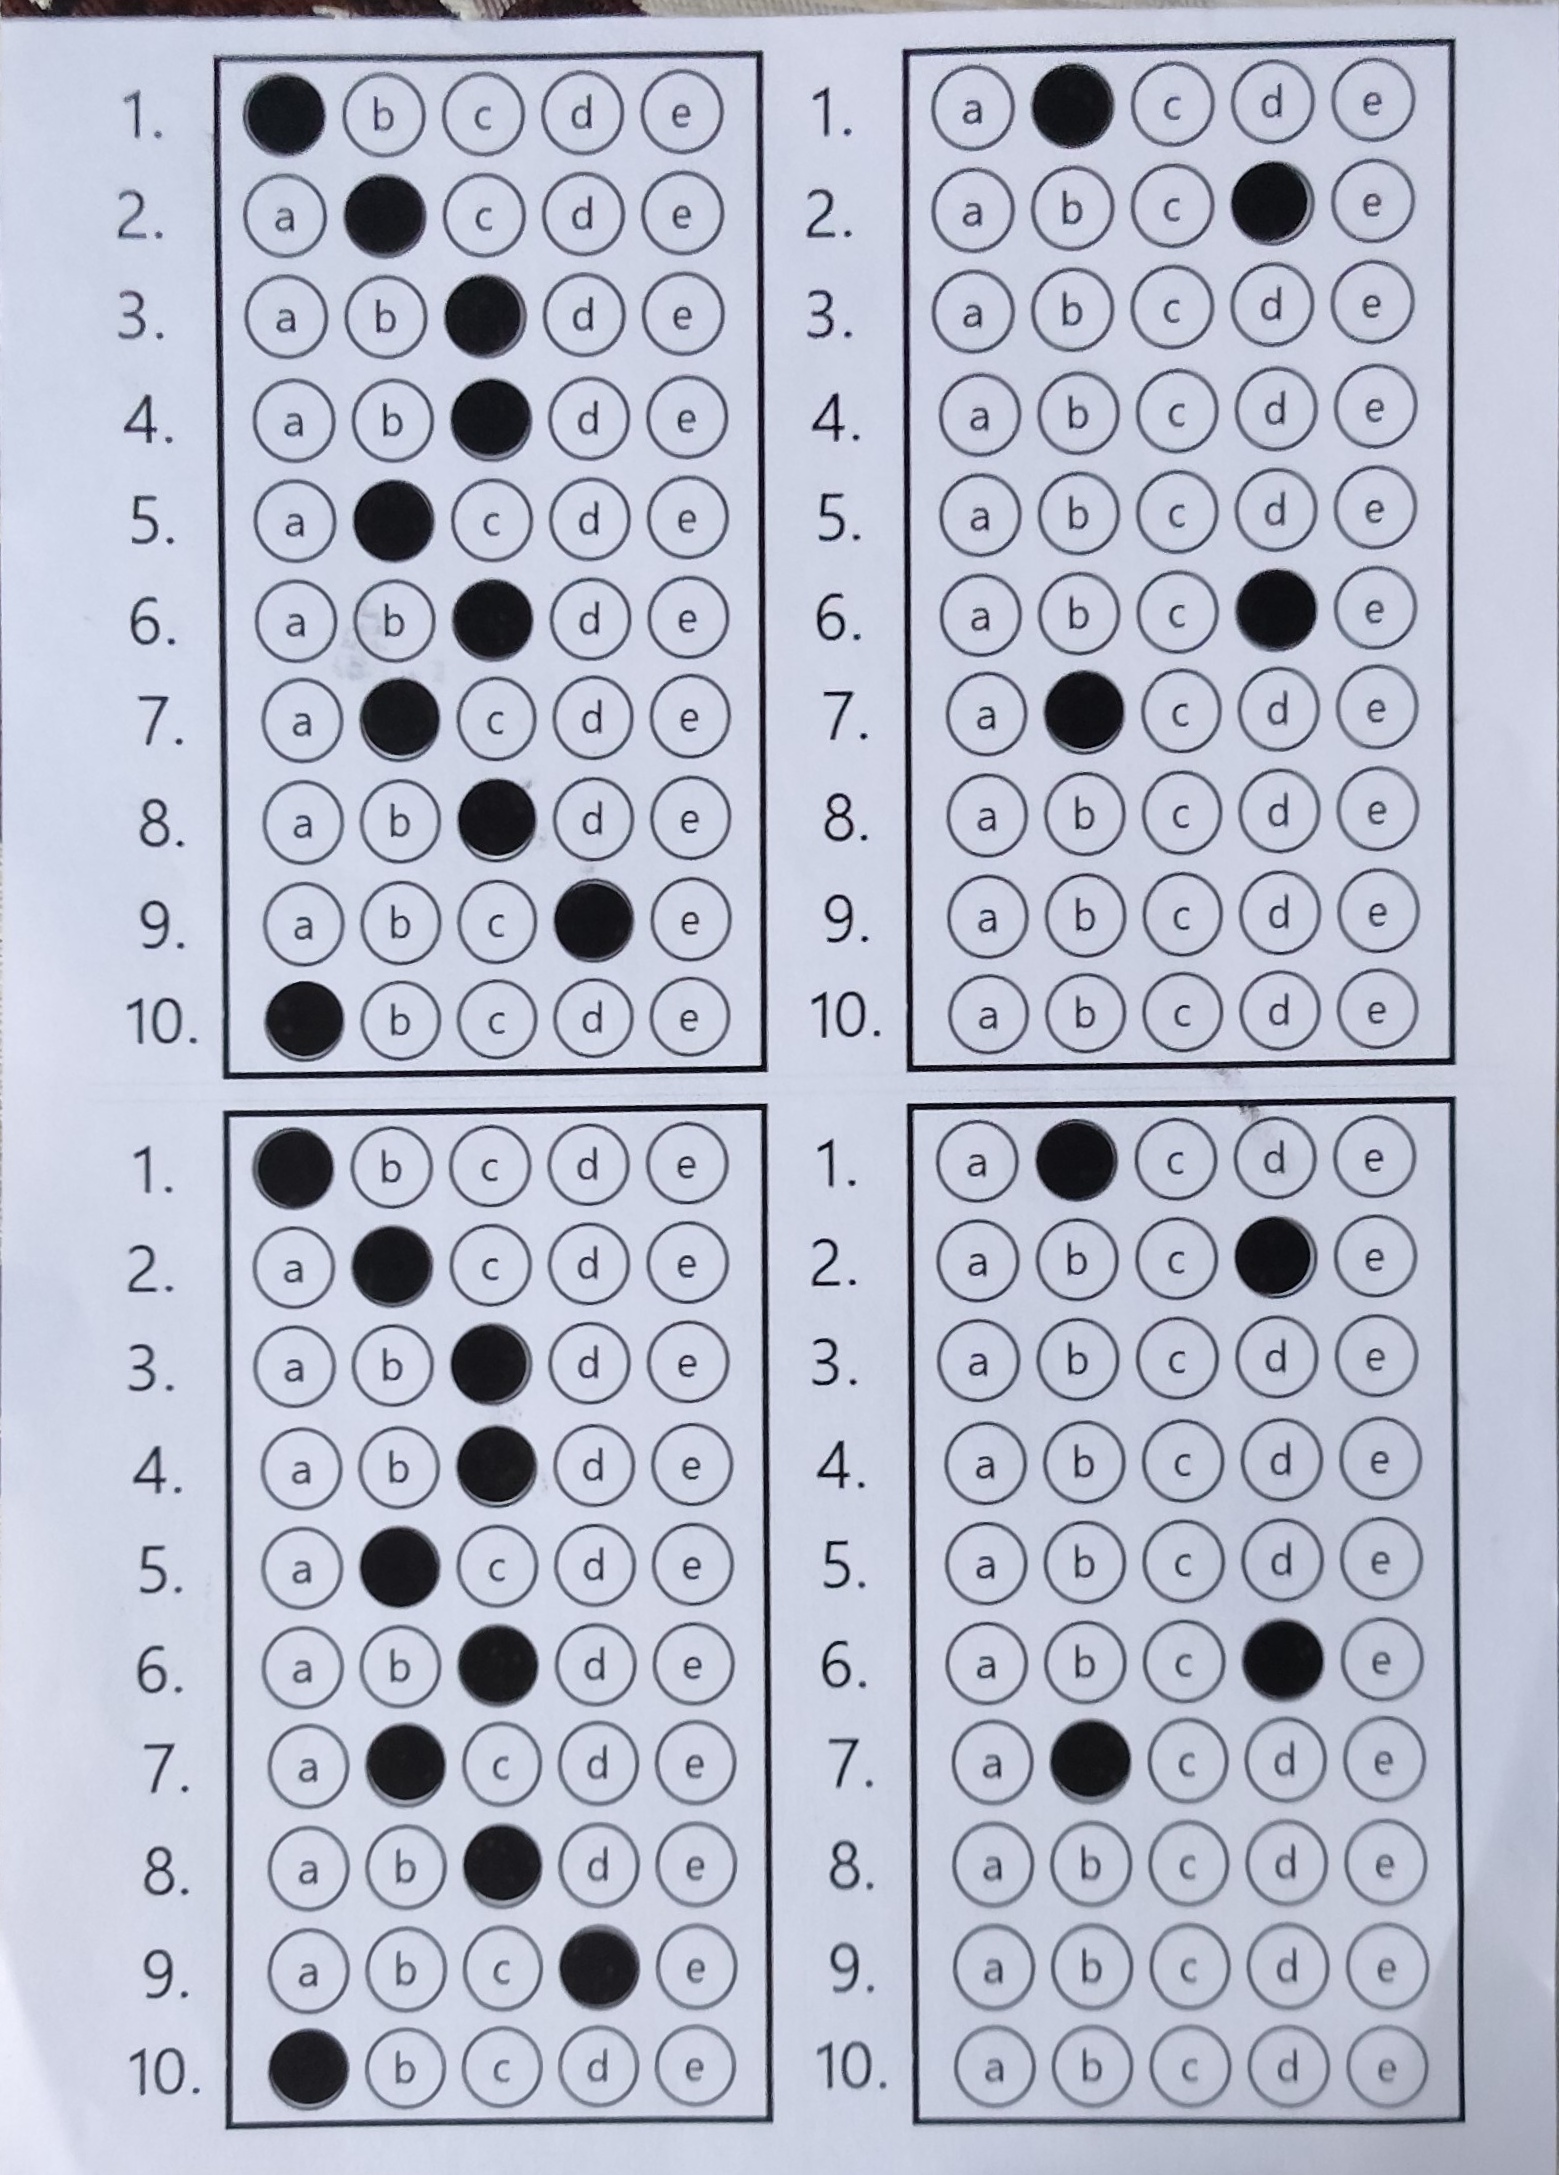 1. b c d e
2. a c d e
3. a b d e
4. a b d e
5. a c d e
6. a b d e
7. a c d e
8. a b d e
9. a b c e
10. b c d e
1. a c d e
2. a b c e
3. a b c d e
4. a b c d e
5. a b c d e
6. a b c e
7. a c d e
8. a b c d e
9. a b c d e
10. a b c d e
1. b c d e
2. a c d e
3. a b d e
4. a b d e
5. a c d e
6. a b d e
7. a c d e
8. a b d e
9. a b c e
10. b c d e
1. a c d e
2. a b c e
3. a b c d e
4. a b c d e
5. a b c d e
6. a b c e
7. a c d e
8. a b c d e
9. a b c d e
10. a b c d e